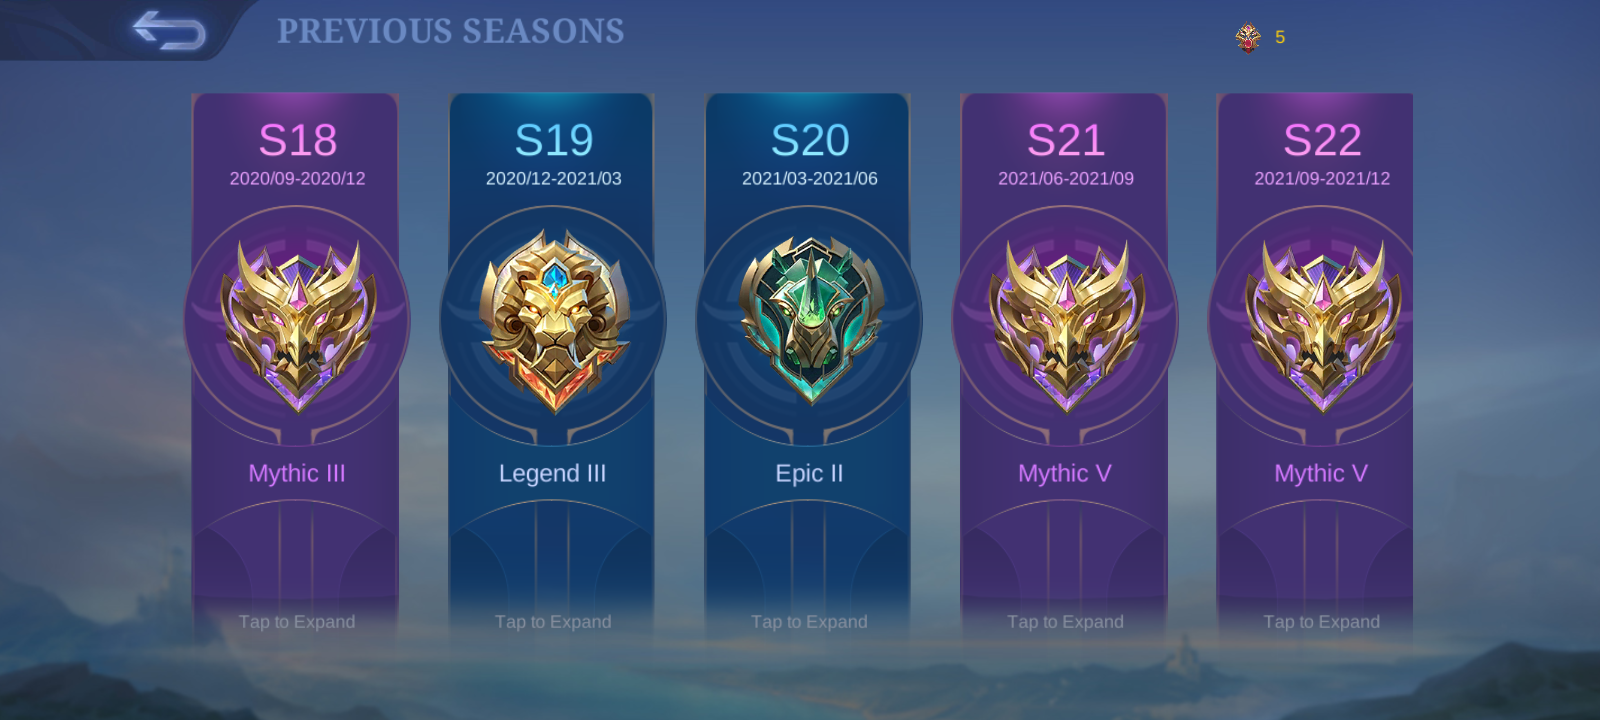 PREVIOUS SEASONS
5
S18
2020/09-2020/12
Mythic III
Tap to Expand
S19
2020/12-2021/03
Legend III
Tap to Expand
S20
2021/03-2021/06
Epic II
Tap to Expand
S21
2021/06-2021/09
Mythic V
Tap to Expand
S22
2021/09-2021/12
Mythic V
Tap to Expand